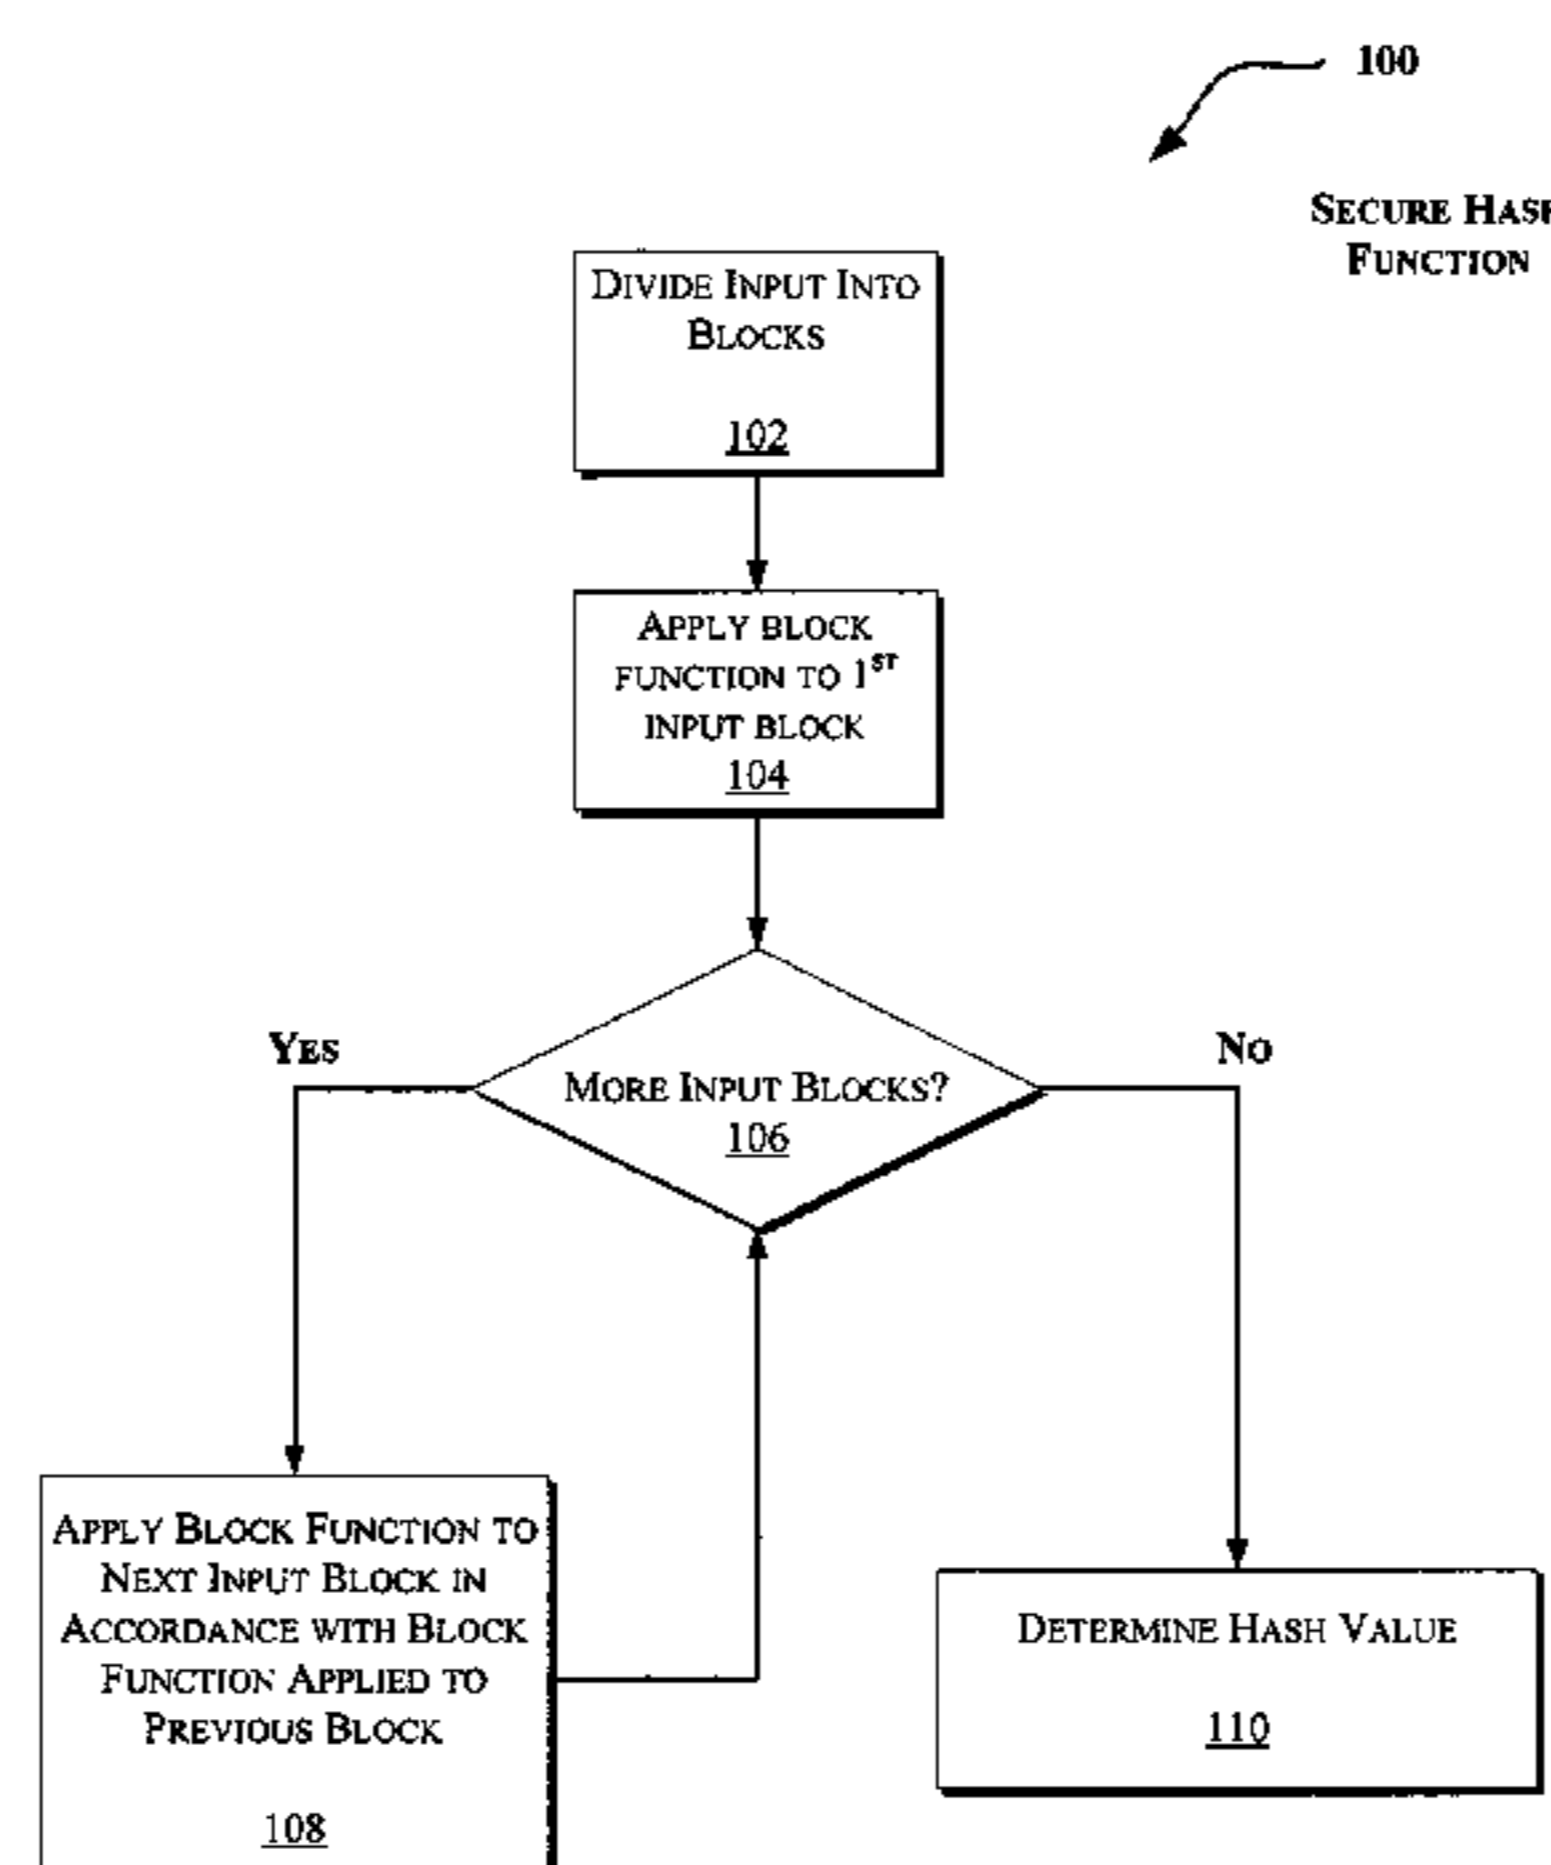 100
SECURE HASH
FUNCTION
DIVIDE INPUT INTO
BLOCKS
102
APPLY BLOCK
FUNCTION TO 1ST
INPUT BLOCK
104
YES
NO
MORE INPUT BLOCKS?
106
APPLY BLOCK FUNCTION TO
NEXT INPUT BLOCK IN
ACCORDANCE WITH BLOCK
FUNCTION APPLIED TO
PREVIOUS BLOCK
108
DETERMINE HASH VALUE
110